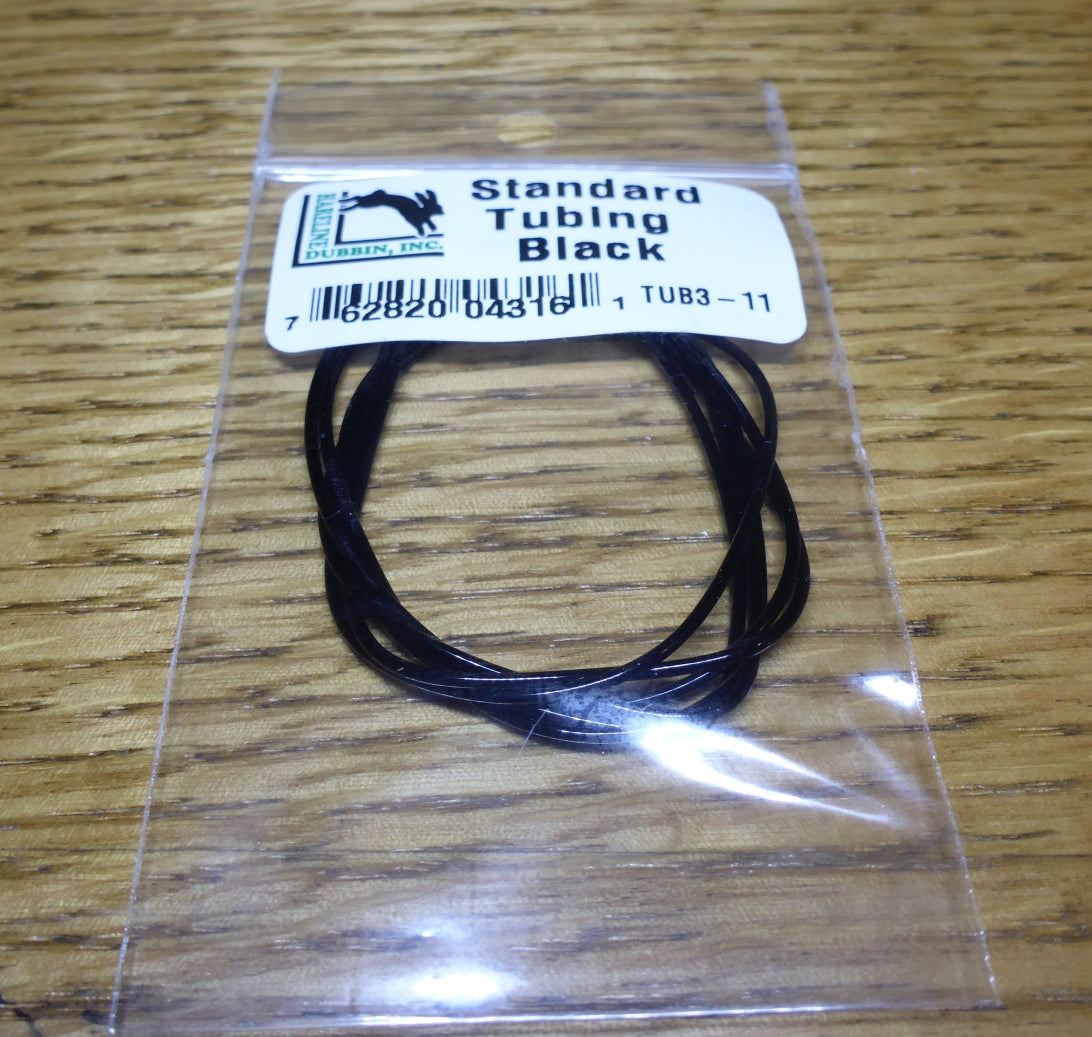 HARELINE
DUBBIN, INC.
Standard
Tubing
Black
7 62820 04316 1
TUB3-11